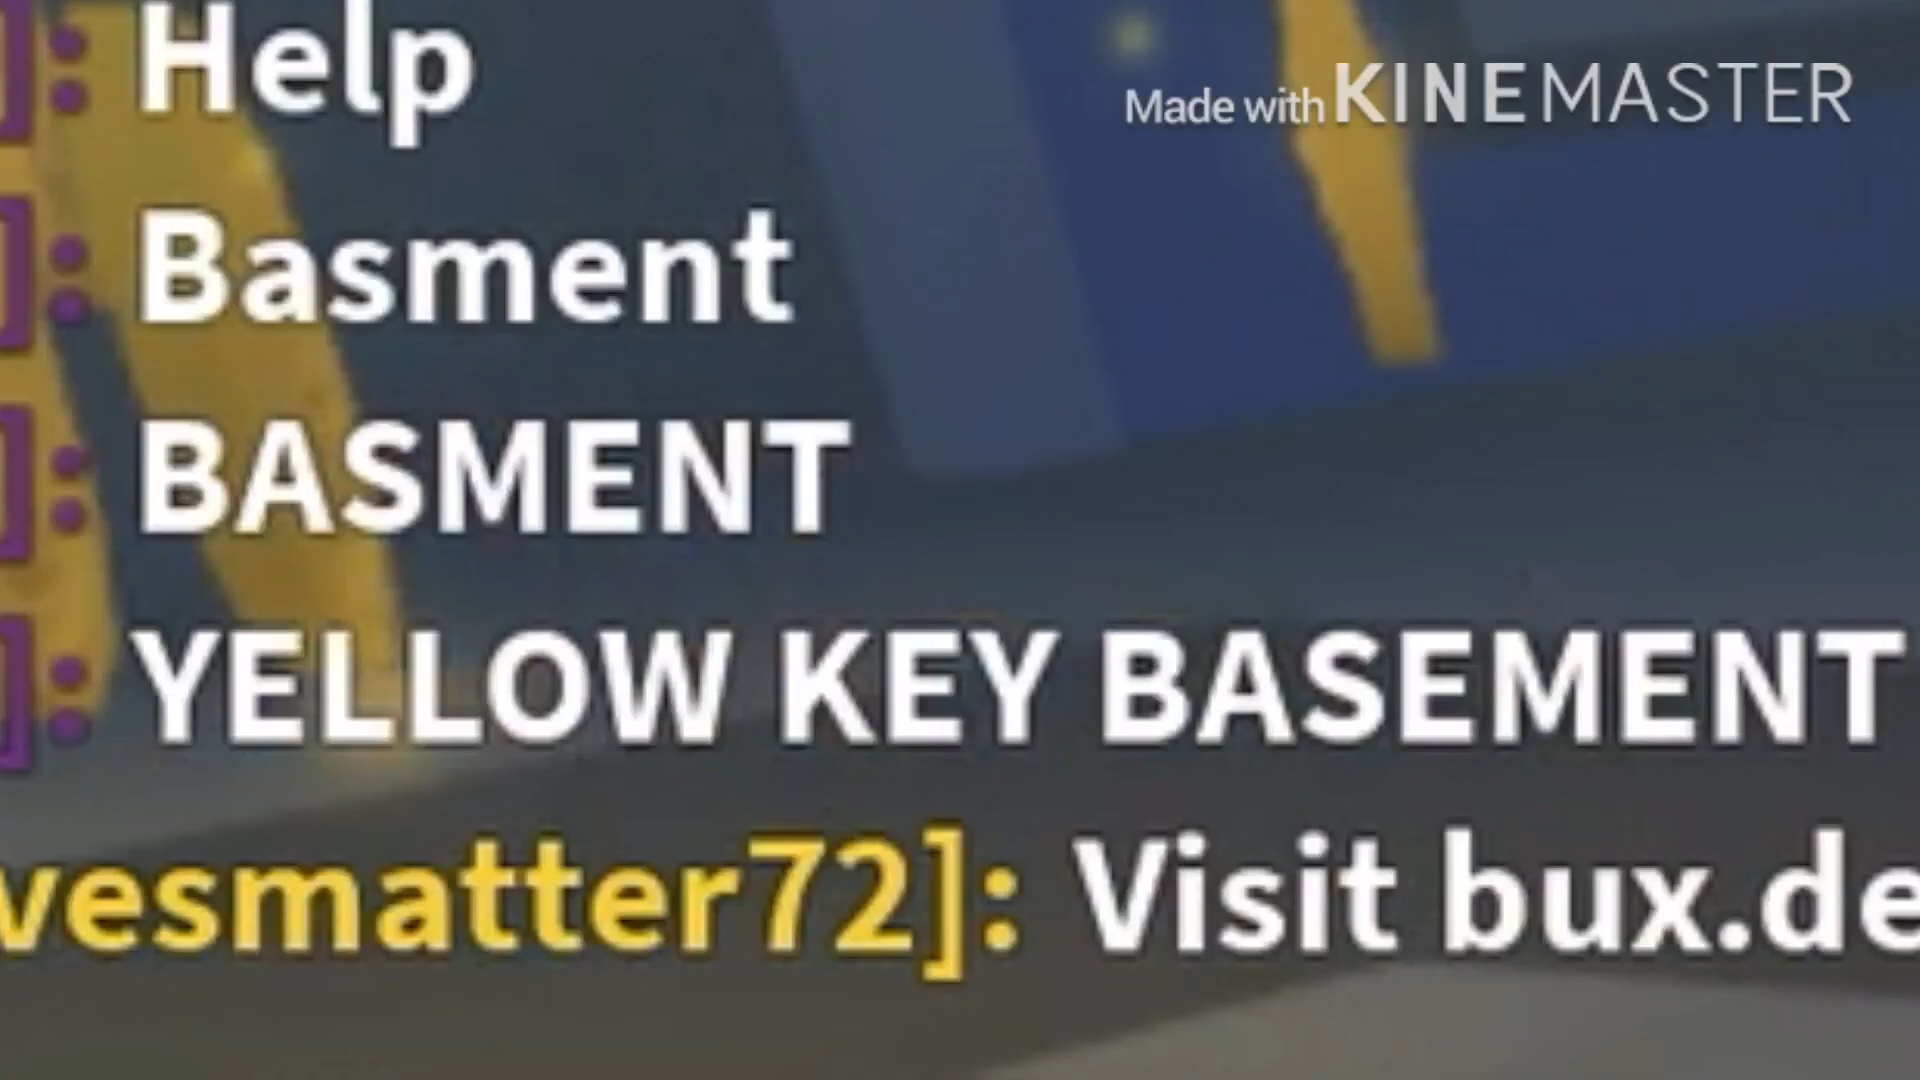 ]: Help
Made with KINEMASTER
]: Basment
]: BASMENT
]: YELLOW KEY BASEMENT
vesmatter72]: Visit bux.de